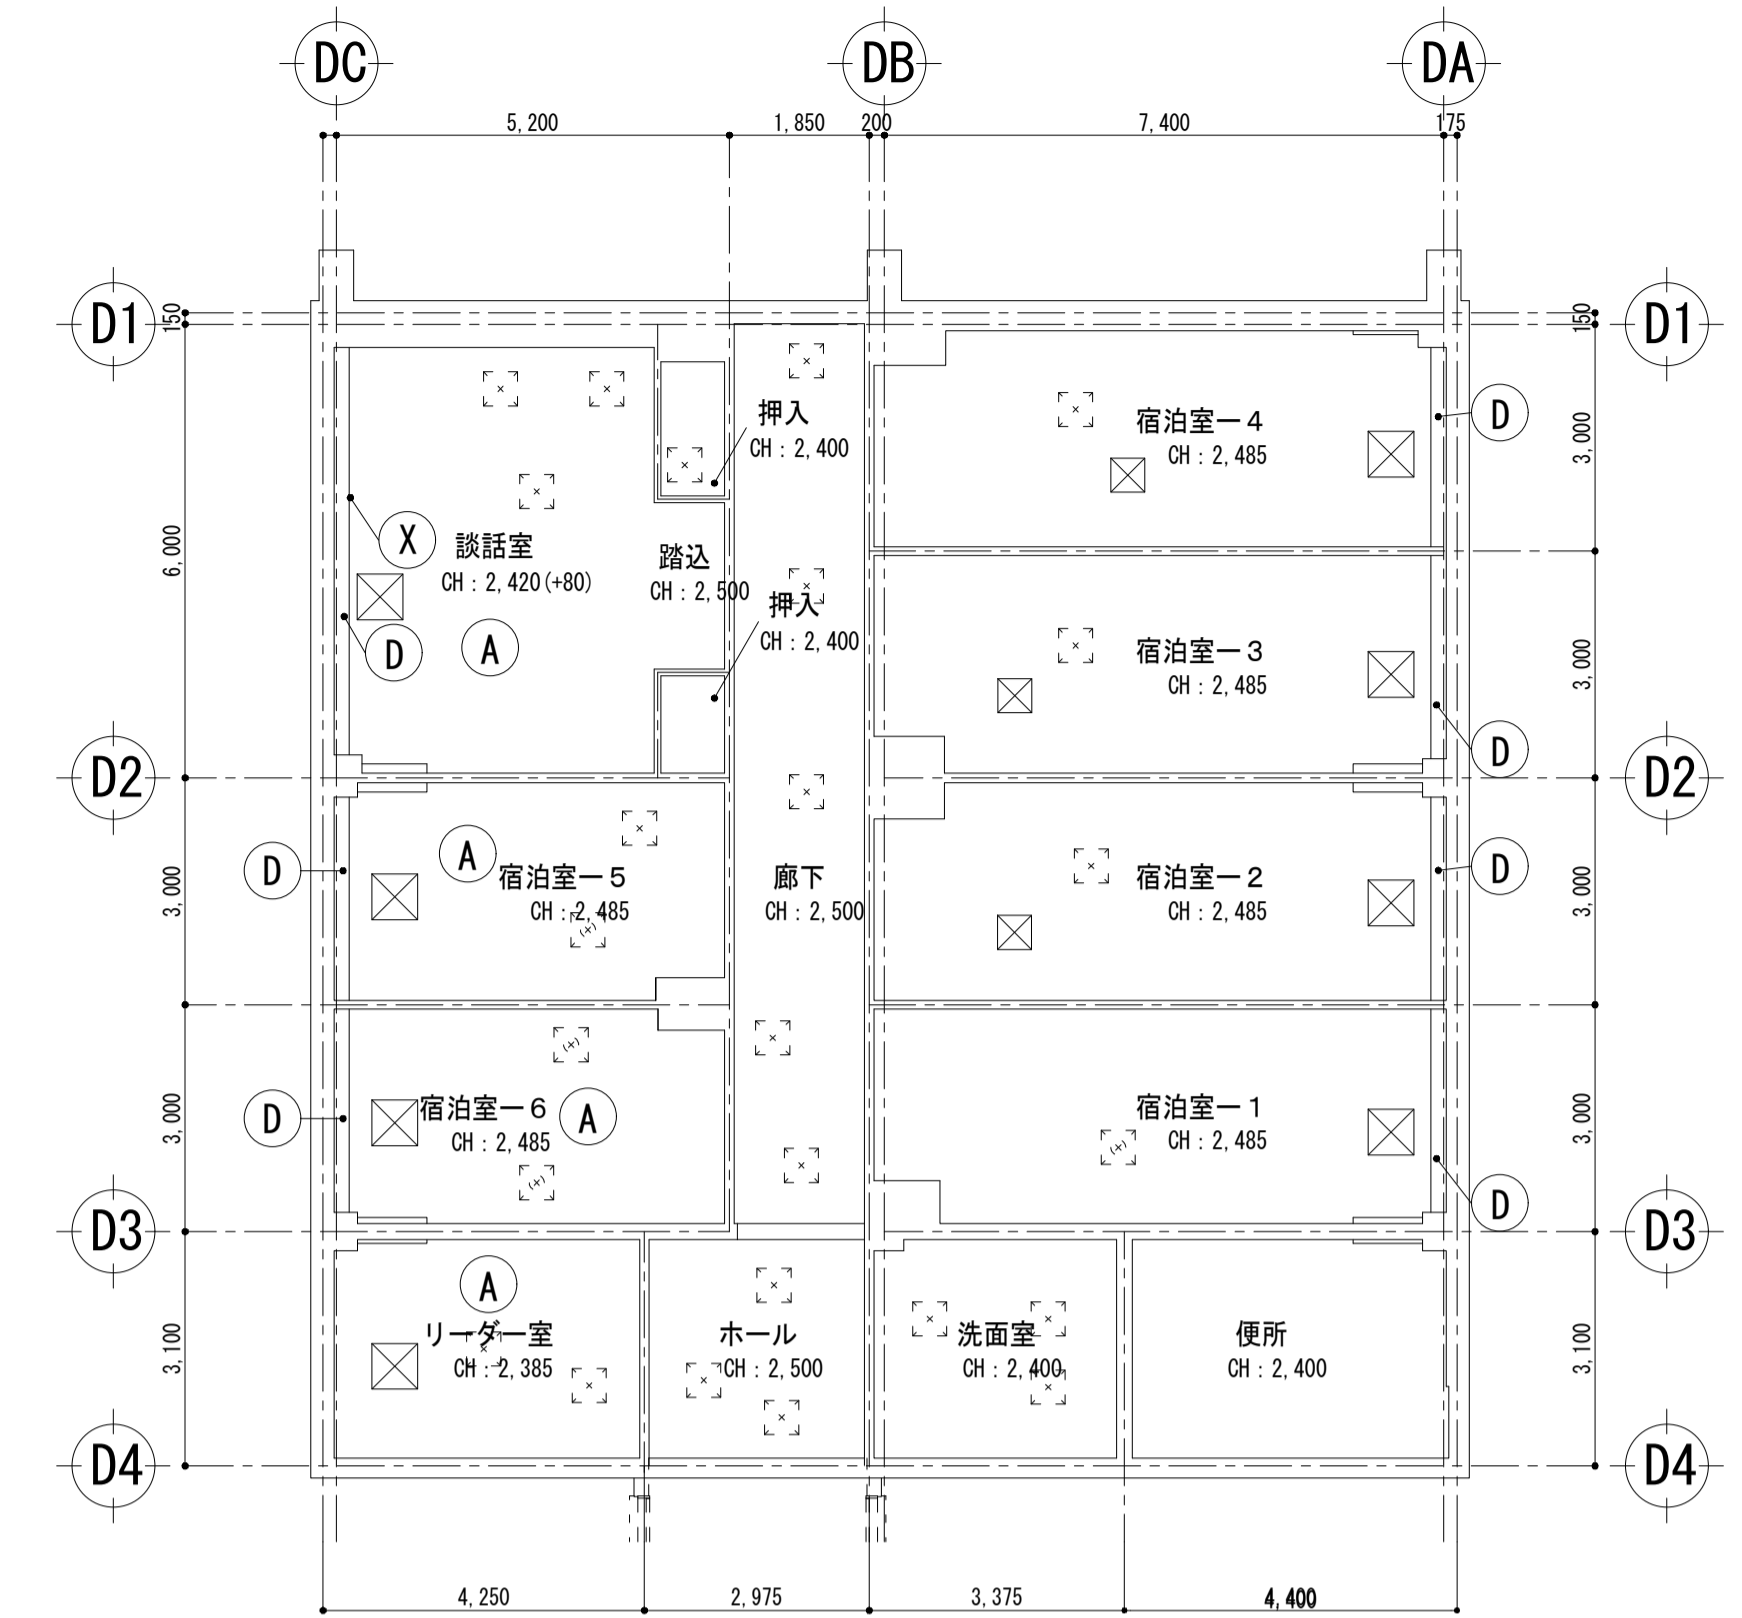 DC
DB
DA
5,200
1,850
200
7,400
175
D1
150
150
D1
押入
CH：2,400
宿泊室ー４
CH：2,485
D
3,000
X
談話室
CH：2,420(+80)
踏込
CH：2,500
押入
CH：2,400
6,000
D
A
宿泊室ー３
CH：2,485
3,000
D
D2
D2
D
A
宿泊室ー５
CH：2,485
3,000
廊下
CH：2,500
宿泊室ー２
CH：2,485
D
3,000
D
宿泊室ー６
CH：2,485
A
3,000
宿泊室ー１
CH：2,485
3,000
D
D3
D3
A
リーダー室
CH：2,385
3,100
ホール
CH：2,500
洗面室
CH：2,400
便所
CH：2,400
3,100
D4
D4
4,250
2,975
3,375
4,400